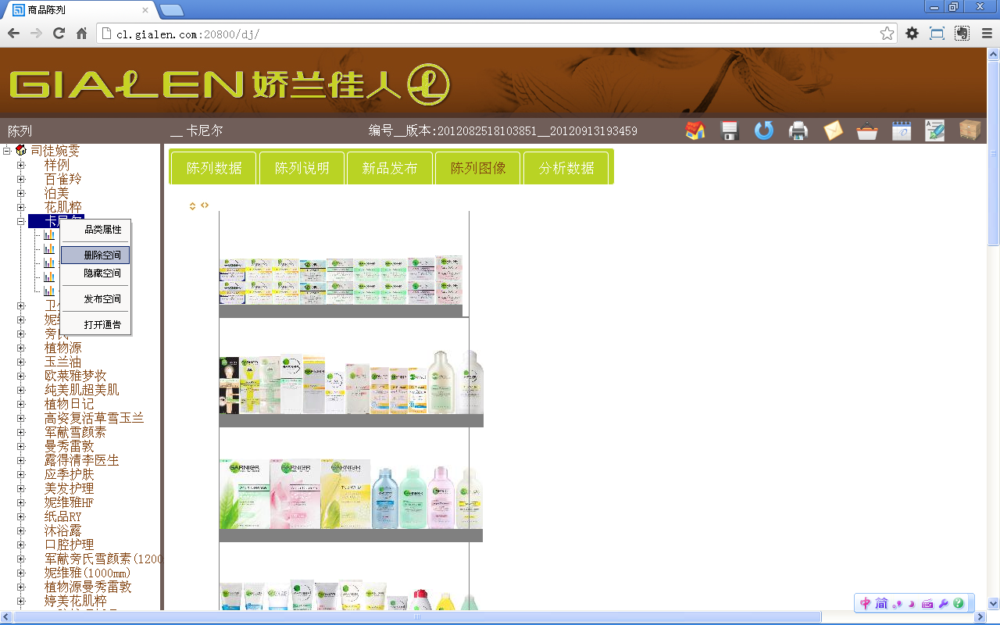 商品陈列
cl.gialen.com:20800/dj/
GIALEN 娇兰佳人
陈列
__ 卡尼尔
编号__版本:2012082518103851__20120913193459
陈列数据
陈列说明
新品发布
陈列图像
分析数据
司徒婉雯
样例
百雀羚
泊美
花肌粹
卡尼尔
品类属性
删除空间
隐藏空间
发布空间
打开通告
植物源
玉兰油
欧莱雅梦妆
纯美肌超美肌
植物日记
高姿复活草雪玉兰
军献雪颜素
曼秀雷敦
露得清李医生
应季护肤
美发护理
妮维雅HF
纸品RY
沐浴露
口腔护理
军献旁氏雪颜素(1200
妮维雅(1000mm)
植物源曼秀雷敦
婷美花肌粹
GARNIER
GARNIER
GARNIER
中 简